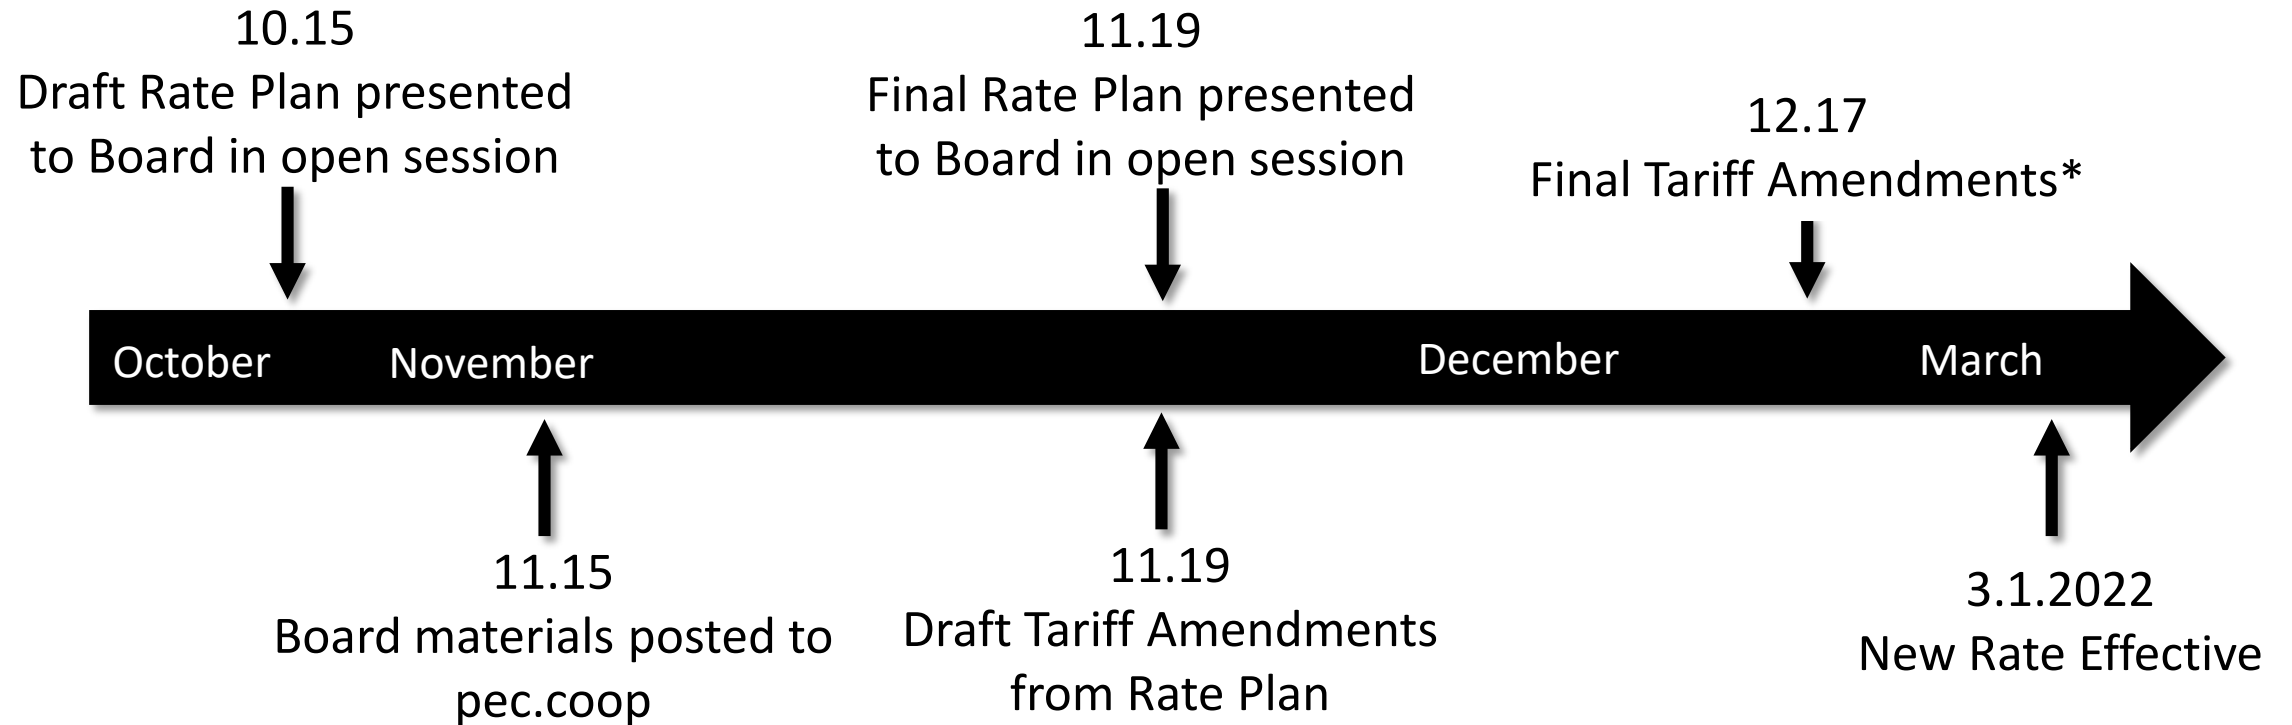 10.15
Draft Rate Plan presented
to Board in open session
11.19
Final Rate Plan presented
to Board in open session
12.17
Final Tariff Amendments*
October
November
December
March
11.15
Board materials posted to
pec.coop
11.19
Draft Tariff Amendments
from Rate Plan
3.1.2022
New Rate Effective